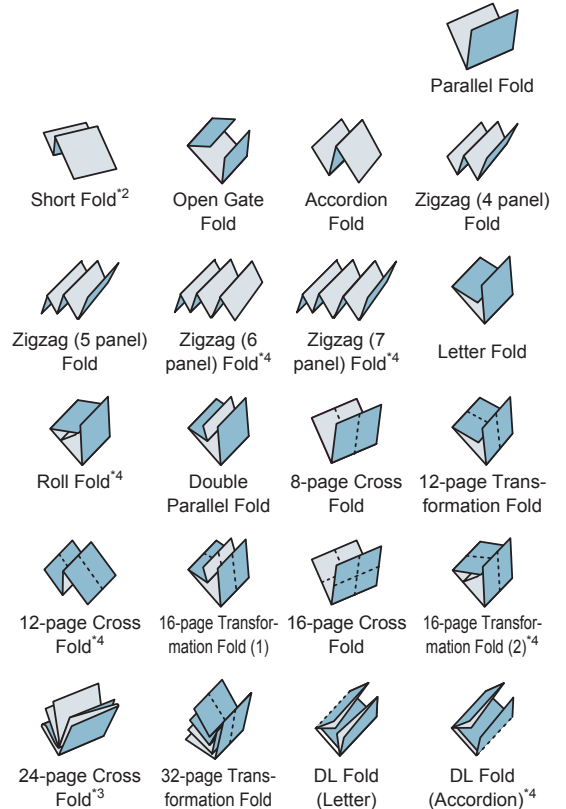 Parallel Fold
Short Fold*2
Open Gate
Fold
Accordion
Fold
Zigzag (4 panel)
Fold
Zigzag (5 panel)
Fold
Zigzag (6
panel) Fold*4
Zigzag (7
panel) Fold*4
Letter Fold
Roll Fold*4
Double
Parallel Fold
8-page Cross
Fold
12-page Trans-
formation Fold
12-page Cross
Fold*4
16-page Transfor-
mation Fold (1)
16-page Cross
Fold
16-page Transfor-
mation Fold (2)*4
24-page Cross
Fold*3
32-page Trans-
formation Fold
DL Fold
(Letter)
DL Fold
(Accordion)*4